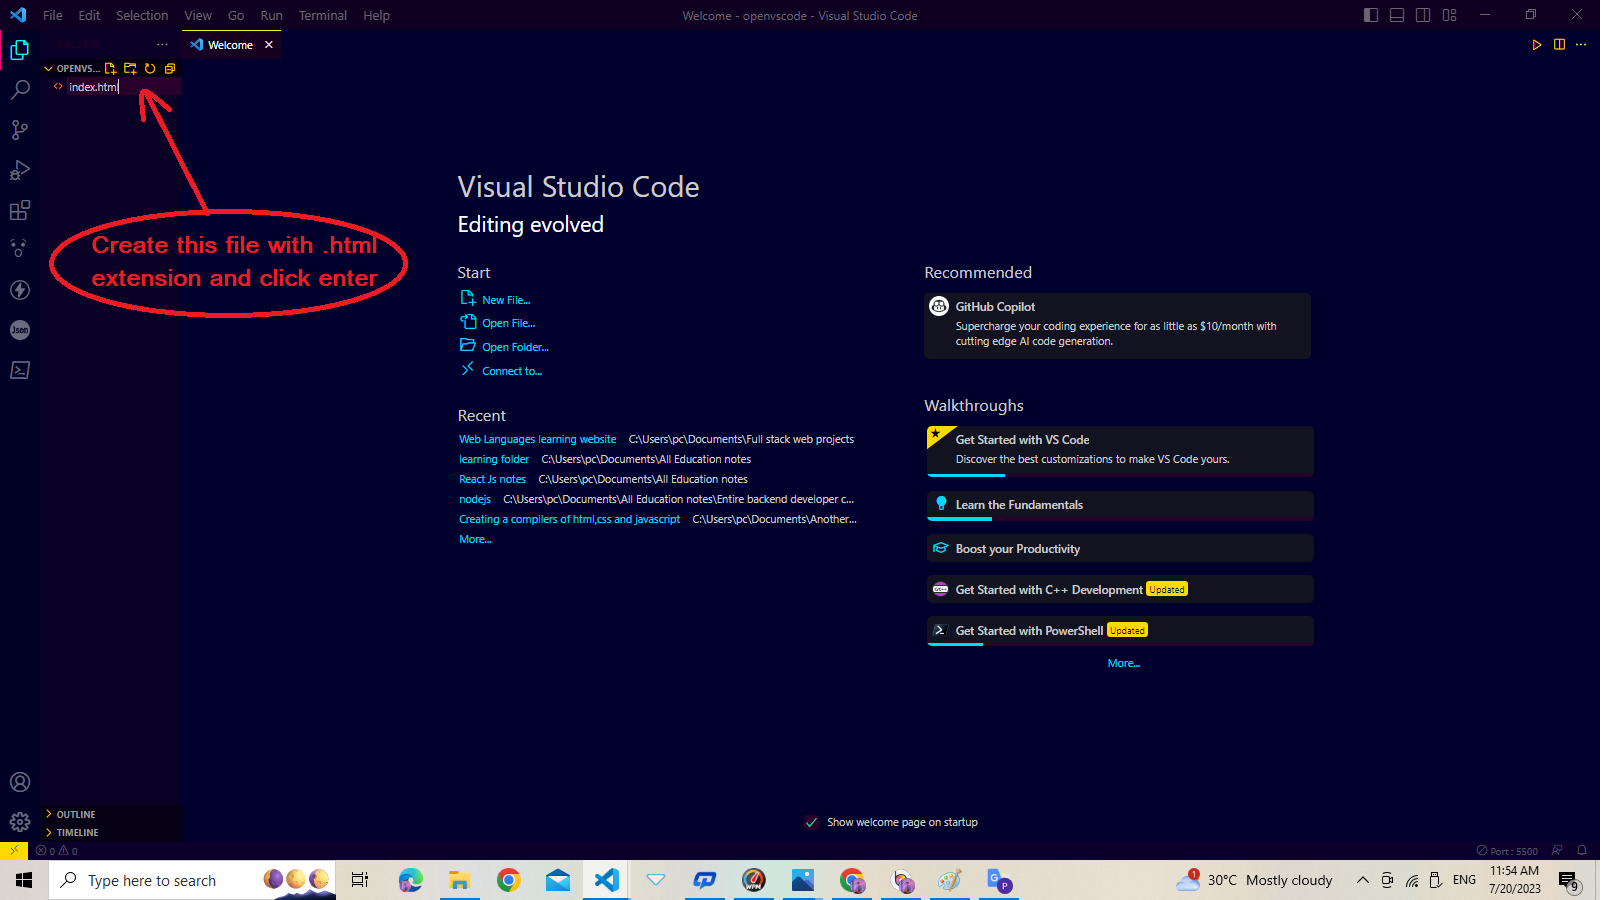 File Edit Selection View Go Run Terminal Help
Welcome - openvscode - Visual Studio Code
EXPLORER
Welcome
OPENVS...
index.html
Create this file with .html
extension and click enter
Visual Studio Code
Editing evolved
Start
New File...
Open File...
Open Folder...
Connect to...
Recent
Web Languages learning website C:\Users\pc\Documents\Full stack web projects
learning folder C:\Users\pc\Documents\All Education notes
React Js notes C:\Users\pc\Documents\All Education notes
nodejs C:\Users\pc\Documents\All Education notes\Entire backend developer c...
Creating a compilers of html,css and javascript C:\Users\pc\Documents\Another...
More...
Recommended
GitHub Copilot
Supercharge your coding experience for as little as $10/month with
cutting edge AI code generation.
Walkthroughs
Get Started with VS Code
Discover the best customizations to make VS Code yours.
Learn the Fundamentals
Boost your Productivity
Get Started with C++ Development Updated
Get Started with PowerShell Updated
More...
Show welcome page on startup
Json
OUTLINE
TIMELINE
0 0
Port : 5500
Type here to search
WPM
G
P
1
30°C Mostly cloudy
ENG
11:54 AM
7/20/2023
9